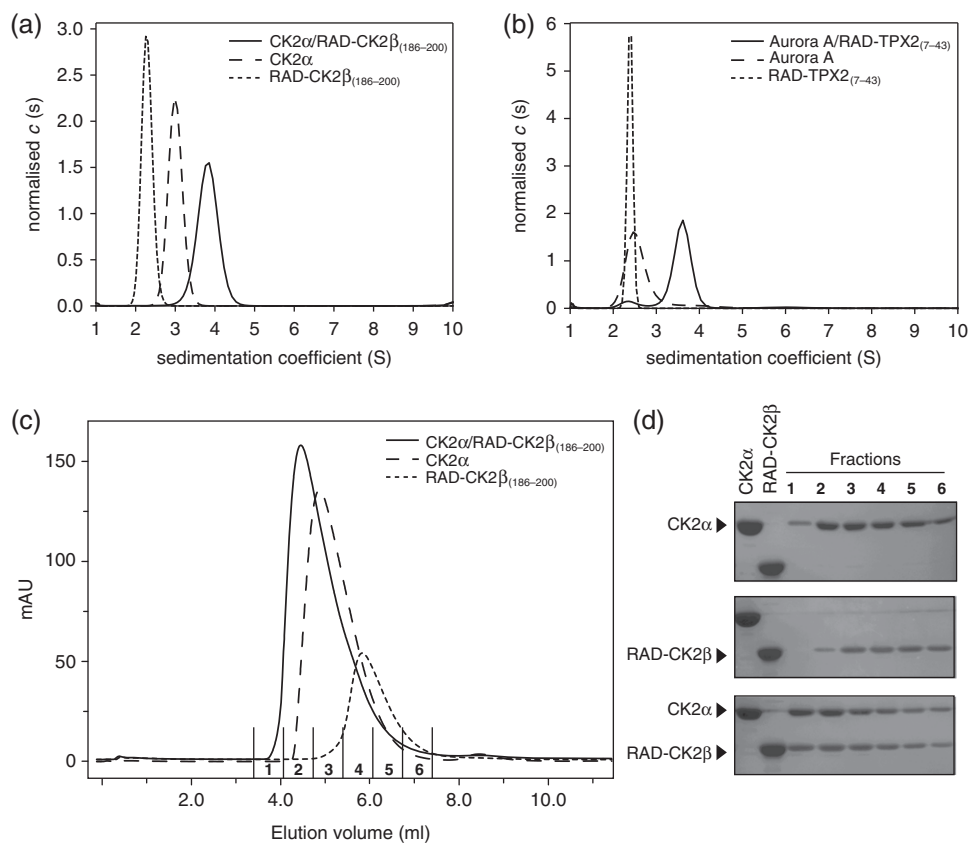 (a)
3.0
2.5
2.0
1.5
1.0
0.5
0.0
normalised c (s)
CK2α/RAD-CK2β(186–200)
CK2α
RAD-CK2β(186–200)
1 2 3 4 5 6 7 8 9 10
sedimentation coefficient (S)
(b)
6
5
4
3
2
1
0
normalised c (s)
Aurora A/RAD-TPX2(7–43)
Aurora A
RAD-TPX2(7–43)
1 2 3 4 5 6 7 8 9 10
sedimentation coefficient (S)
(c)
150
100
50
0
mAU
CK2α/RAD-CK2β(186–200)
CK2α
RAD-CK2β(186–200)
1 2 3 4 5 6
2.0 4.0 6.0 8.0 10.0
Elution volume (ml)
(d)
CK2α
RAD-CK2β
Fractions
1 2 3 4 5 6
CK2α
RAD-CK2β
CK2α
RAD-CK2β